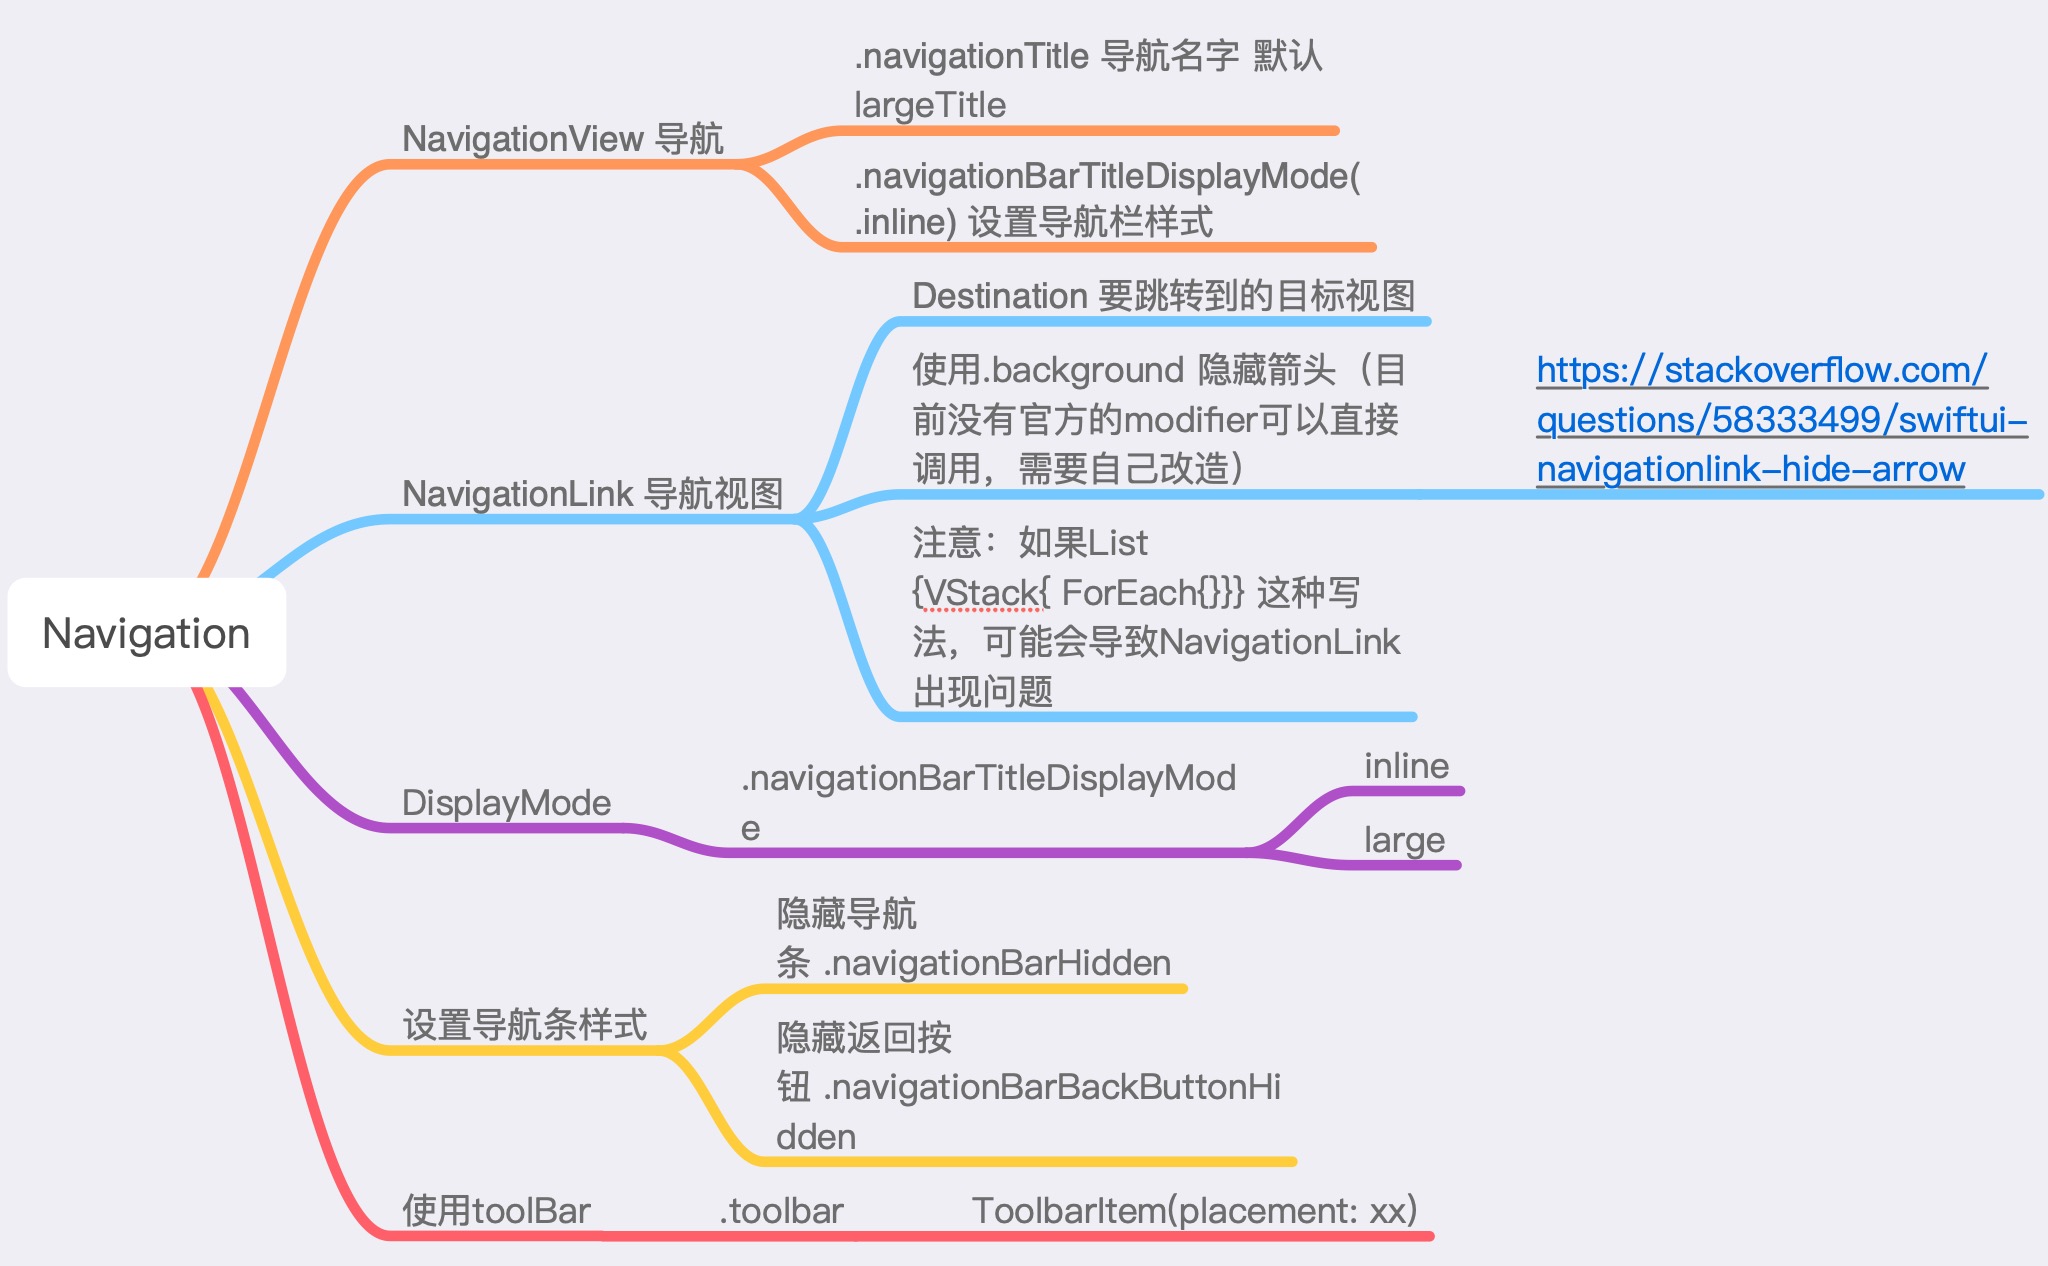 Navigation
NavigationView 导航
.navigationTitle 导航名字 默认
largeTitle
.navigationBarTitleDisplayMode(
.inline) 设置导航栏样式
NavigationLink 导航视图
Destination 要跳转到的目标视图
使用.background 隐藏箭头（目
前没有官方的modifier可以直接
调用，需要自己改造）
https://stackoverflow.com/
questions/58333499/swiftui-
navigationlink-hide-arrow
注意：如果List
{VStack{ ForEach{}}} 这种写
法，可能会导致NavigationLink
出现问题
DisplayMode
.navigationBarTitleDisplayMod
e
inline
large
设置导航条样式
隐藏导航
条 .navigationBarHidden
隐藏返回按
钮 .navigationBarBackButtonHi
dden
使用toolBar
.toolbar
ToolbarItem(placement: xx)